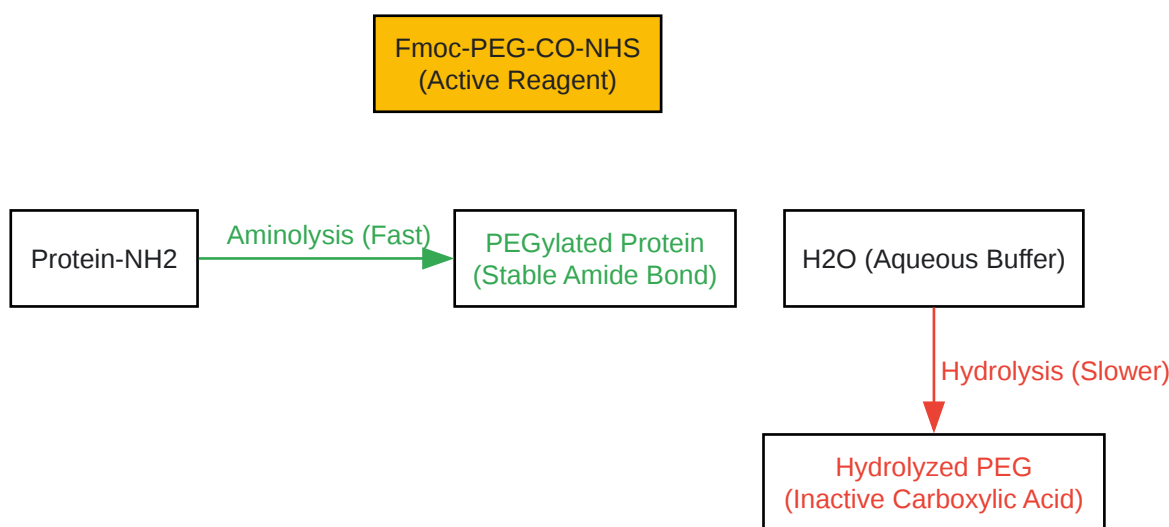 Fmoc-PEG-CO-NHS
(Active Reagent)
Protein-NH2
Aminolysis (Fast)
PEGylated Protein
(Stable Amide Bond)
H2O (Aqueous Buffer)
Hydrolysis (Slower)
Hydrolyzed PEG
(Inactive Carboxylic Acid)